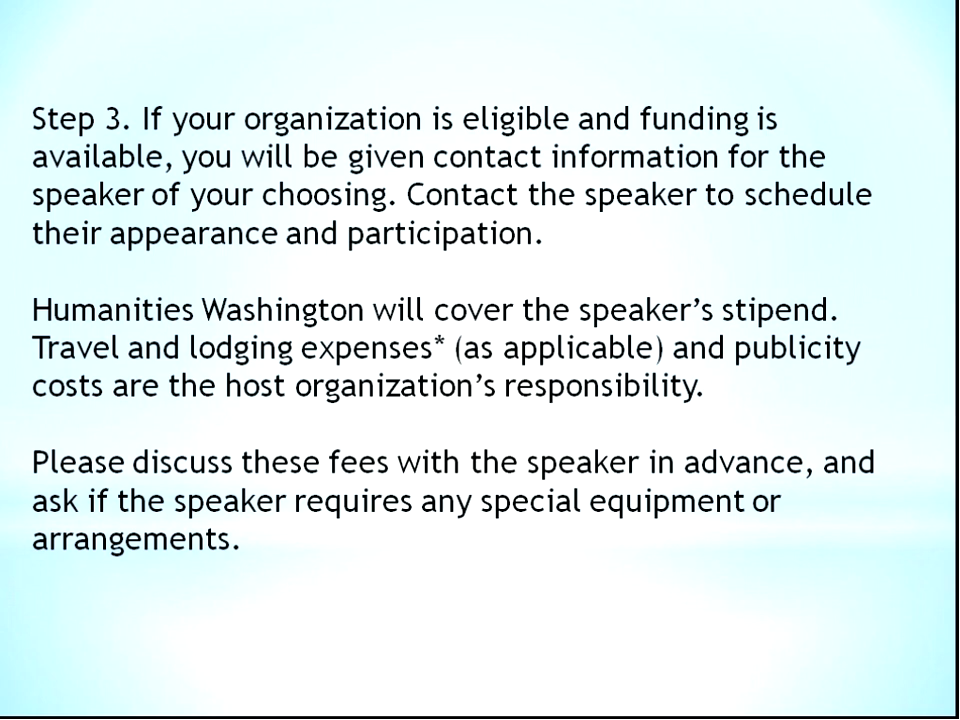 Step 3. If your organization is eligible and funding is
available, you will be given contact information for the
speaker of your choosing. Contact the speaker to schedule
their appearance and participation.
Humanities Washington will cover the speaker’s stipend.
Travel and lodging expenses* (as applicable) and publicity
costs are the host organization’s responsibility.
Please discuss these fees with the speaker in advance, and
ask if the speaker requires any special equipment or
arrangements.